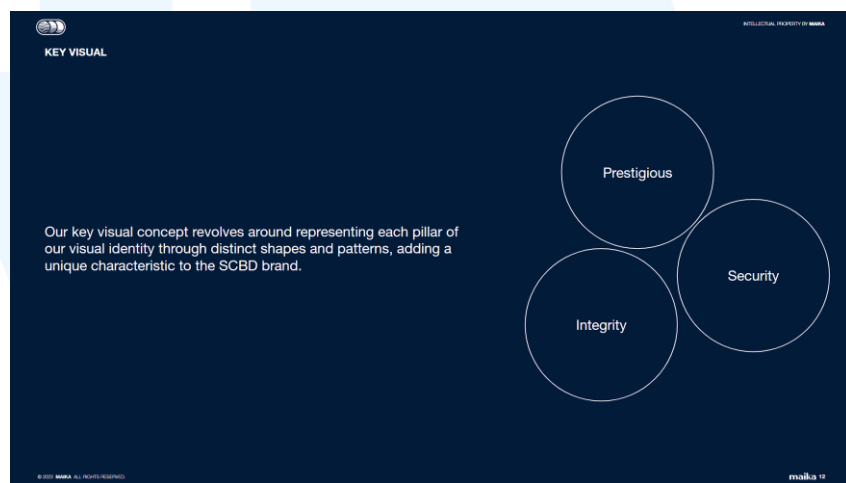 INTELLECTUAL PROPERTY BY MAIKA
KEY VISUAL
Our key visual concept revolves around representing each pillar of
our visual identity through distinct shapes and patterns, adding a
unique characteristic to the SCBD brand.
Prestigious
Security
Integrity
© 2023 MAIKA. ALL RIGHTS RESERVED.
maika 12